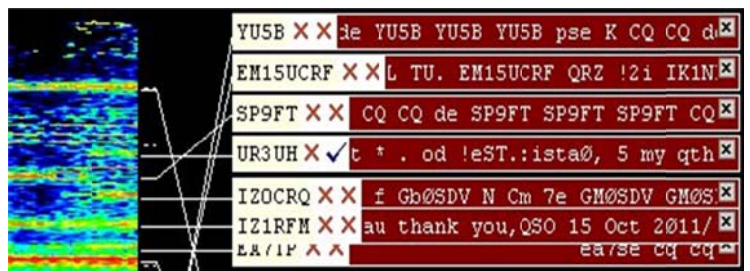 YU5B de YU5B YU5B YU5B pse K CQ CQ d
EM15UCRF L TU. EM15UCRF QRZ !2i IK1N
SP9FT CQ CQ de SP9FT SP9FT SP9FT CQ
UR3UH t * . od !eST.:istaØ, 5 my qth
IZ0CRQ f GbØSDV N Cm 7e GMØSDV GMØS
IZ1RFM au thank you,QSO 15 Oct 2Ø11/
ea7se cq cq